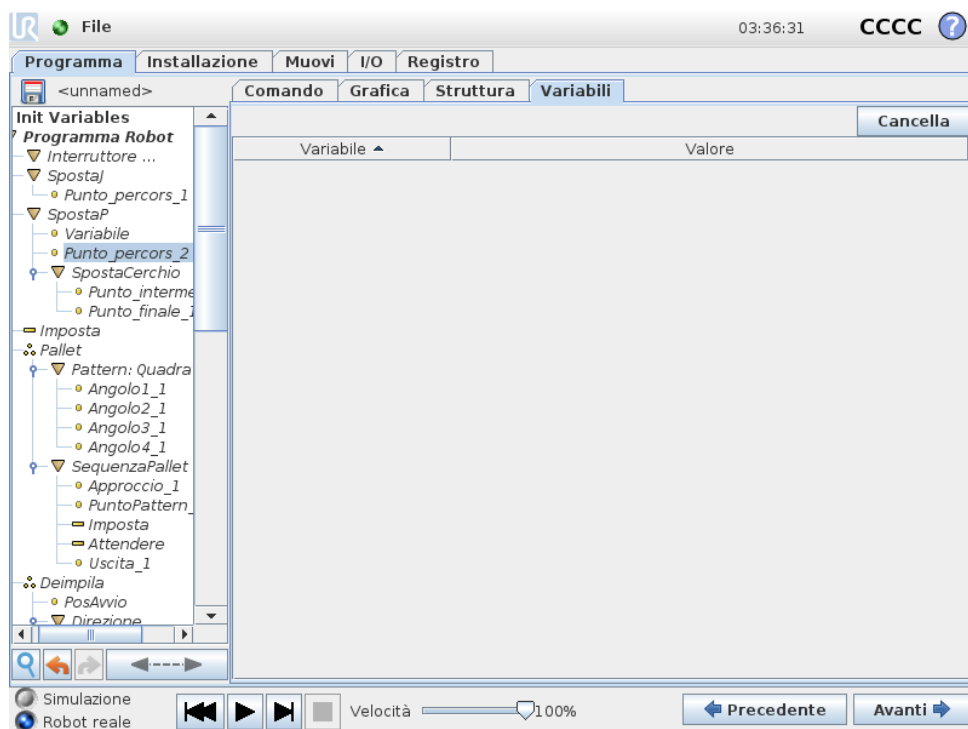 UR File 03:36:31 CCCC ?
Programma Installazione Muovi I/O Registro
<unnamed> Comando Grafica Struttura Variabili
Init Variables
Cancella
Programma Robot
Variabile Valore
Interruttore ...
SpostaJ
Punto_percors_1
SpostaP
Variabile
Punto_percors_2
SpostaCerchio
Punto_interme
Punto_finale_1
Imposta
Pallet
Pattern: Quadra
Angolo1_1
Angolo2_1
Angolo3_1
Angolo4_1
SequenzaPallet
Approccio_1
PuntoPattern_
Imposta
Attendere
Uscita_1
Deimpila
PosAvvio
Direzione
Simulazione
Robot reale
Velocità 100% Precedente Avanti